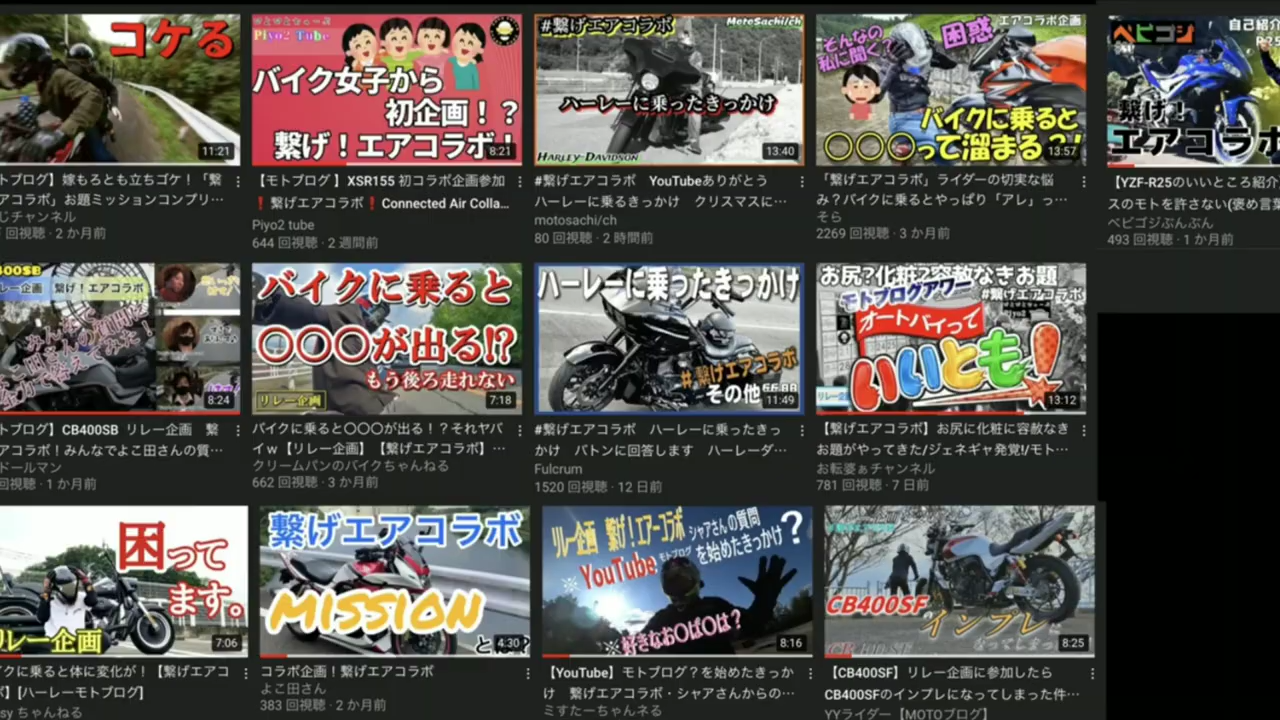 コケる
11:21
トブログ】嫁もろとも立ちゴケ！「繋
アコラボ」お題ミッションコンプリ…
じチャンネル
回視聴・2 か月前
Piyo2 Tube
バイク女子から
初企画！？
繋げ！エアコラボ！
8:21
【モトブログ 】XSR155 初コラボ企画参加
❗繋げエアコラボ❗Connected Air Colla…
Piyo2 tube
644 回視聴・2 週間前
#繋げエアコラボ
MotoSachi/ch
ハーレーに乗ったきっかけ
HARLEY-DAVIDSON
13:40
#繋げエアコラボ　YouTubeありがとう
ハーレーに乗るきっかけ　クリスマスに…
motosachi/ch
80 回視聴・2 時間前
エアコラボ企画
困惑
そんなの
私に聞く？
バイクに乗ると
〇〇〇って溜まる？
13:57
「繋げエアコラボ」ライダーの切実な悩
み？バイクに乗るとやっぱり「アレ」っ…
そら
2269 回視聴・3 か月前
ベビゴジ
自己紹介
繋げ！
エアコラボ
【YZF-R25のいいところ紹介
スのモトを許さない(褒め言葉
ベビゴジぶんぶん
493 回視聴・1 か月前
400SB
レー企画　繋げ！エアコラボ
8:24
トブログ】CB400SB リレー企画　繋
アコラボ！みんなでよこ田さんの質…
ドールマン
回視聴・1 か月前
バイクに乗ると
〇〇〇が出る!?
もう後ろ走れない
リレー企画
7:18
バイクに乗ると〇〇〇が出る！？それヤバ
イｗ【リレー企画】【繋げエアコラボ】…
クリームパンのバイクちゃんねる
662 回視聴・3 か月前
ハーレーに乗ったきっかけ
#繋げエアコラボ
その他
11:49
#繋げエアコラボ　ハーレーに乗ったきっ
かけ　バトンに回答します　ハーレーダ…
Fulcrum
1520 回視聴・12 日前
お尻?化粧?容赦なきお題
モトブログアワー
#繋げエアコラボ
オートバイって
いいとも!
13:12
【繋げエアコラボ】お尻に化粧に容赦なき
お題がやってきた/ジェネギャ発覚!/モト…
お転婆ぁチャンネル
781 回視聴・7 日前
困って
ます。
リレー企画
7:06
イクに乗ると体に変化が！【繋げエアコ
ボ】[ハーレーモトブログ]
sy ちゃんねる
繋げエアコラボ
MISSION
4:30
コラボ企画！繋げエアコラボ
よこ田さん
383 回視聴・2 か月前
リレー企画　繋げ！エアーコラボ　シャアさんの質問
※YouTube モトブログ を始めたきっかけ？
※好きなお〇ぱ〇は？
8:16
【YouTube】モトブログ？を始めたきっか
け　繋げエアコラボ・シャアさんからの…
ミすたーちゃんネる
CB400SF
インプレ
8:25
【CB400SF】リレー企画に参加したら
CB400SFのインプレになってしまった件…
YYライダー【MOTOブログ】